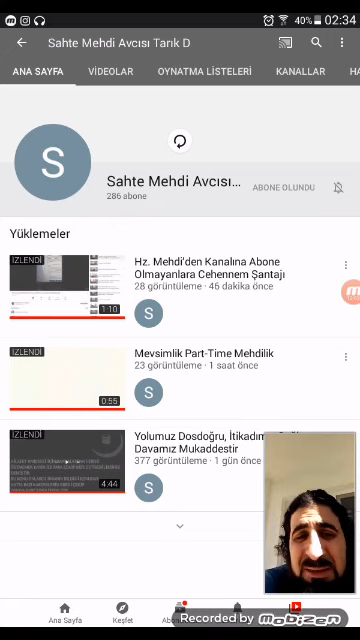 40% 02:34
Sahte Mehdi Avcısı Tarık D
ANA SAYFA VİDEOLAR OYNATMA LİSTELERİ KANALLAR HA
S
Sahte Mehdi Avcısı...
286 abone
ABONE OLUNDU
Yüklemeler
İZLENDİ
1:10
Hz. Mehdi'den Kanalına Abone
Olmayanlara Cehennem Şantajı
28 görüntüleme · 46 dakika önce
S
İZLENDİ
0:55
Mevsimlik Part-Time Mehdilik
23 görüntüleme · 1 saat önce
S
İZLENDİ
4:44
Yolumuz Dosdoğru, İtikadım
Davamız Mukaddestir
377 görüntüleme · 1 gün önce
S
Ana Sayfa Keşfet Abo
Recorded by mobizen